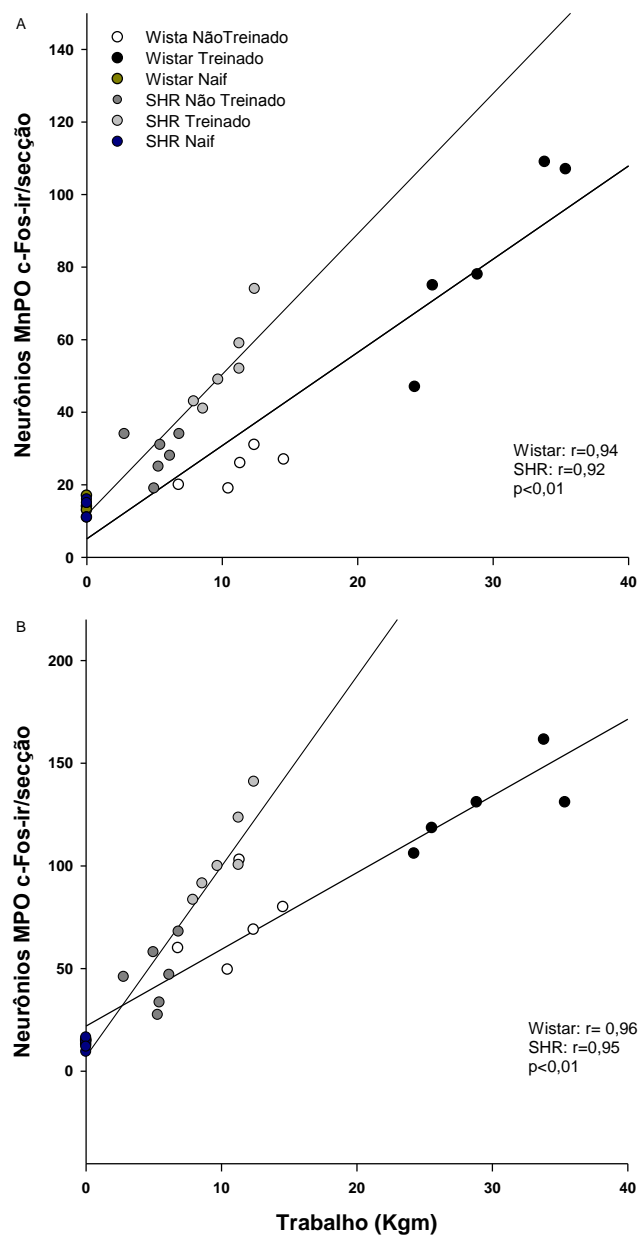 A
Wista NãoTreinado
Wistar Treinado
Wistar Naif
SHR Não Treinado
SHR Treinado
SHR Naif
Neurônios MnPO c-Fos-ir/secção
140
120
100
80
60
40
20
0
Wistar: r=0,94
SHR: r=0,92
p<0,01
0 10 20 30 40
B
Neurônios MPO c-Fos-ir/secção
200
150
100
50
0
Wistar: r= 0,96
SHR: r=0,95
p<0,01
0 10 20 30 40
Trabalho (Kgm)